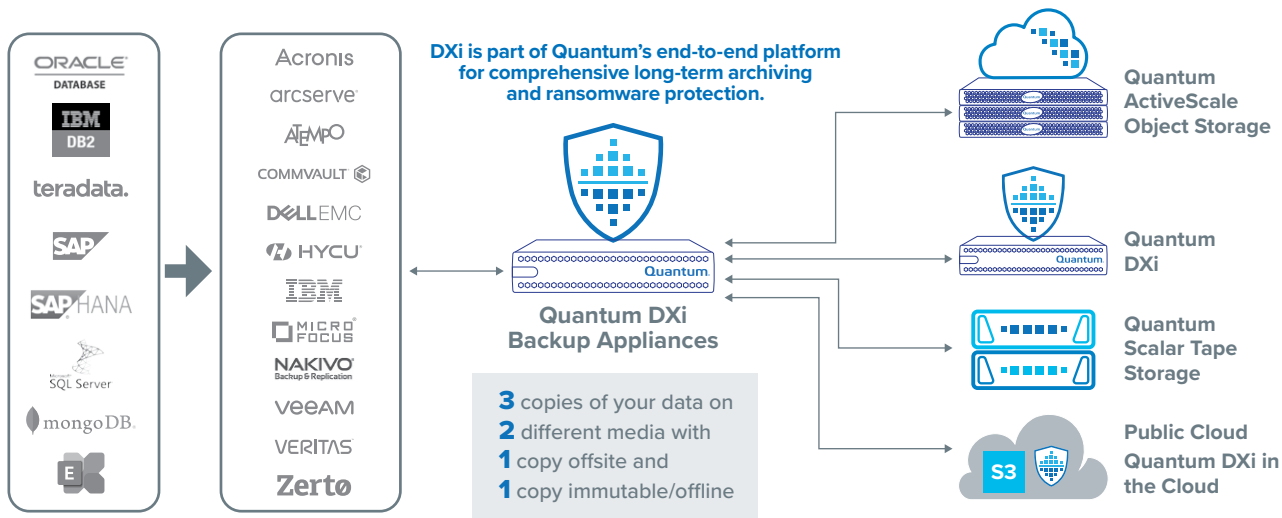 ORACLE®
DATABASE
IBM
DB2
teradata.
SAP
SAP HANA
Microsoft
SQL Server
mongoDB.
E
Acronis
arcserve®
ATEMPO
COMMVAULT
DELL EMC
HYCU®
IBM
MICRO
FOCUS
NAKIVO®
Backup & Replication
veeAM
VERITAS
Zerto
DXi is part of Quantum’s end-to-end platform
for comprehensive long-term archiving
and ransomware protection.
Quantum.
Quantum DXi
Backup Appliances
3 copies of your data on
2 different media with
1 copy offsite and
1 copy immutable/offline
Quantum
Quantum
Quantum
Quantum
ActiveScale
Object Storage
Quantum.
Quantum
DXi
Quantum
Scalar Tape
Storage
S3
Public Cloud
Quantum DXi in
the Cloud